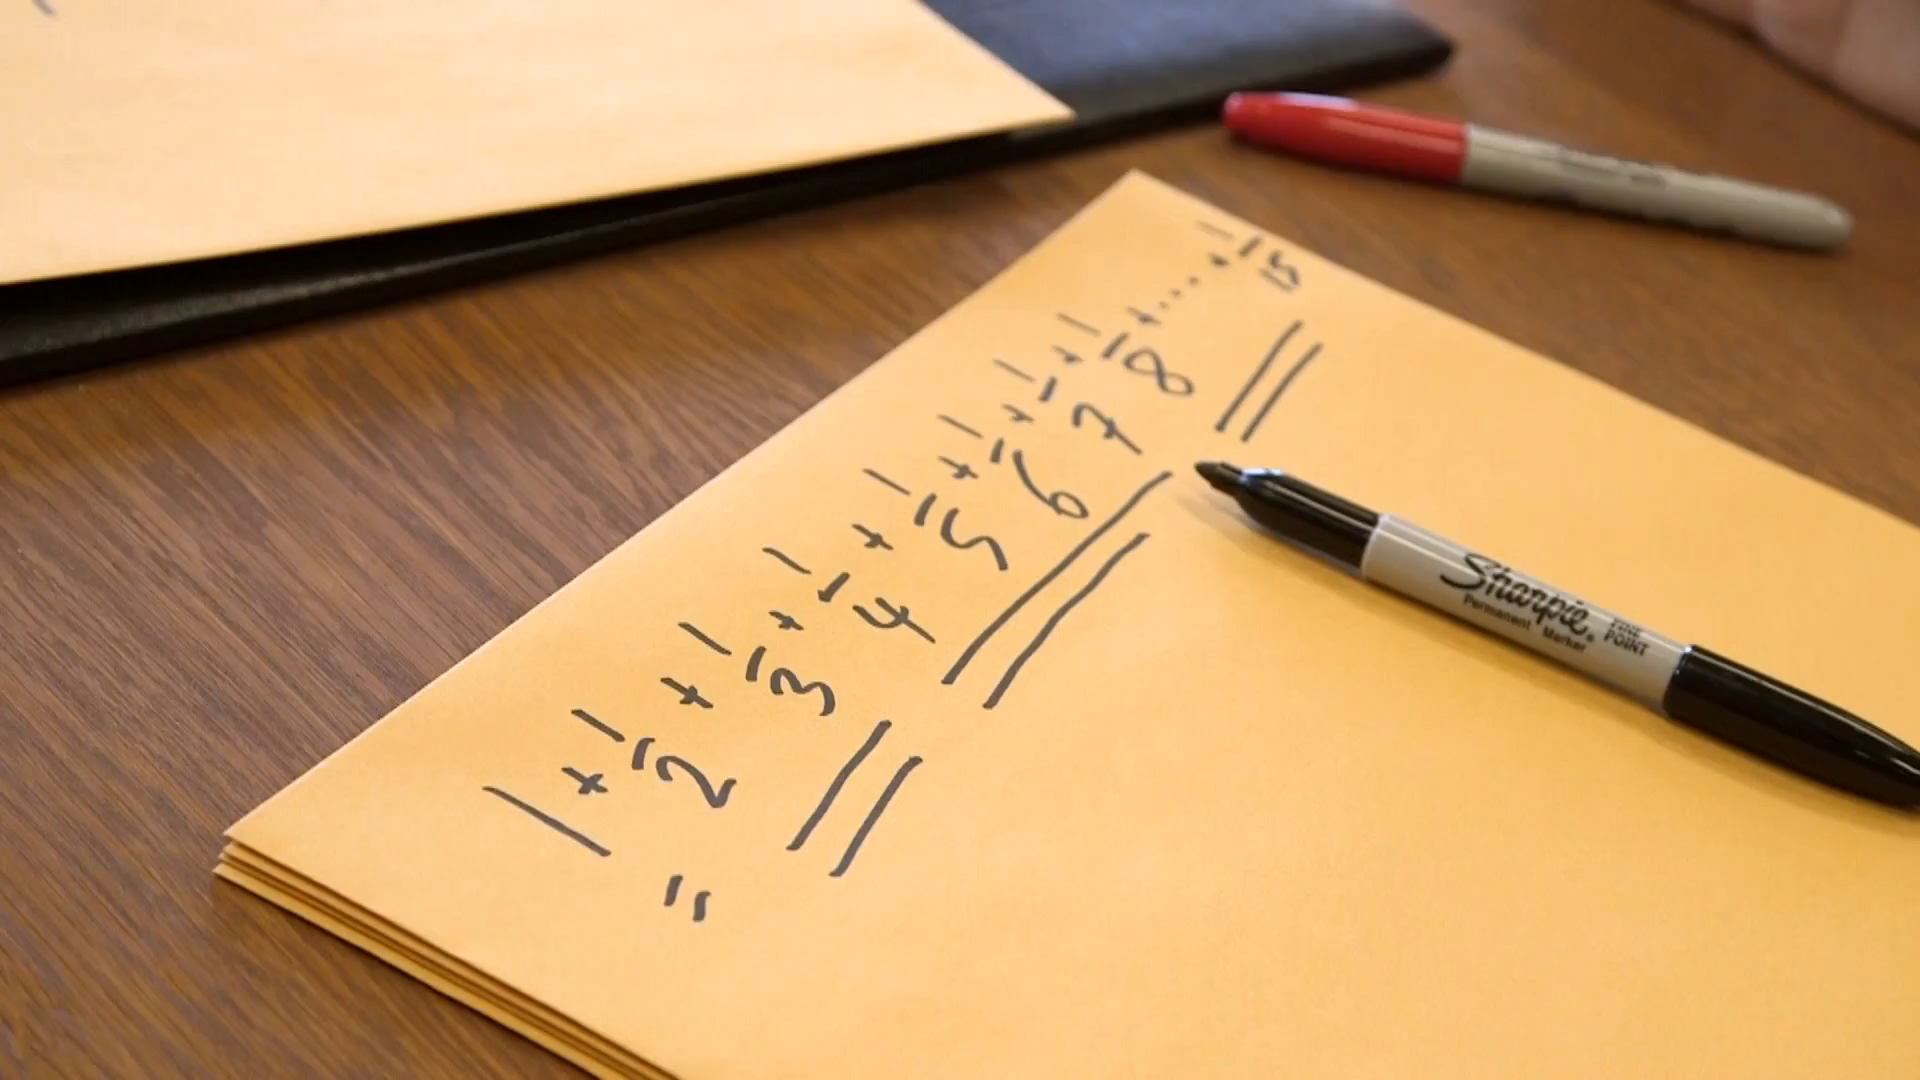 1 + 1/2 + 1/3 + 1/4 + 1/5 + 1/6 + 1/7 + 1/8 + ... + 1/15
=
Sharpie.
Permanent Marker
FINE POINT